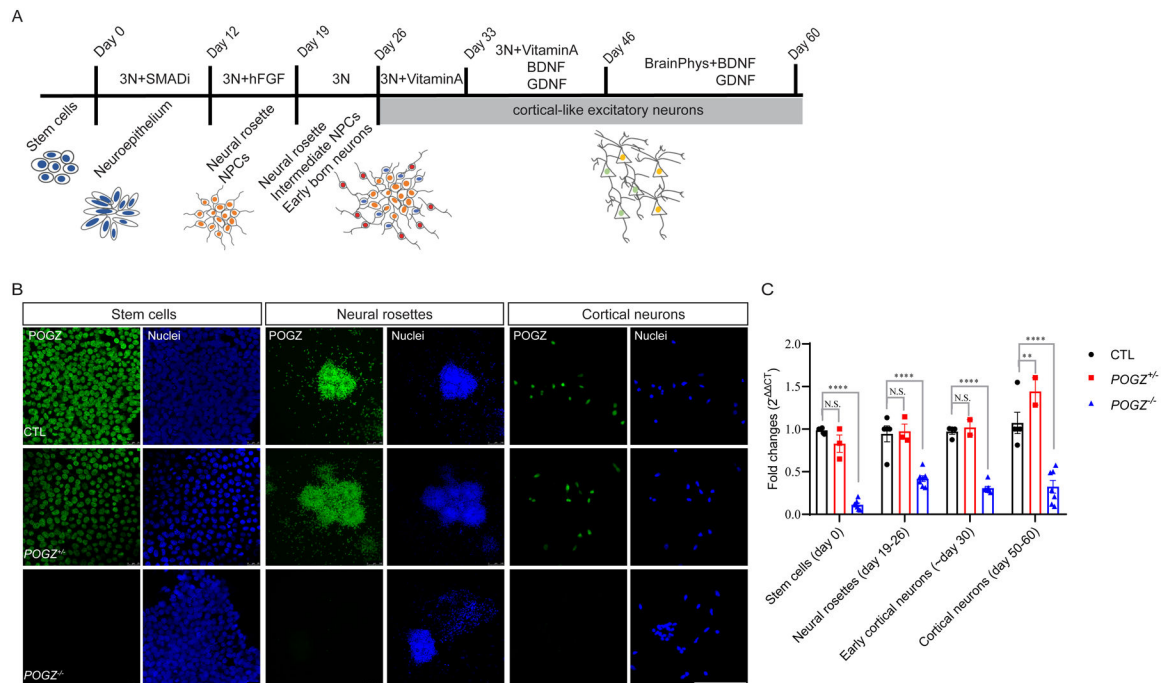 A
Day 0
Day 12
Day 19
Day 26
Day 33
Day 46
Day 60
3N+SMADi
3N+hFGF
3N
3N+VitaminA
3N+VitaminA
BDNF
GDNF
BrainPhys+BDNF
GDNF
cortical-like excitatory neurons
Stem cells
Neuroepithelium
Neural rosette
NPCs
Neural rosette
Intermediate NPCs
Early born neurons
B
Stem cells
Neural rosettes
Cortical neurons
POGZ
Nuclei
POGZ
Nuclei
POGZ
Nuclei
CTL
POGZ+/-
POGZ-/-
C
Fold changes (2^-ΔΔCT)
2.0
1.5
1.0
0.5
0.0
N.S.
****
N.S.
****
N.S.
****
**
****
Stem cells (day 0)
Neural rosettes (day 19-26)
Early cortical neurons (~day 30)
Cortical neurons (day 50-60)
CTL
POGZ+/-
POGZ-/-